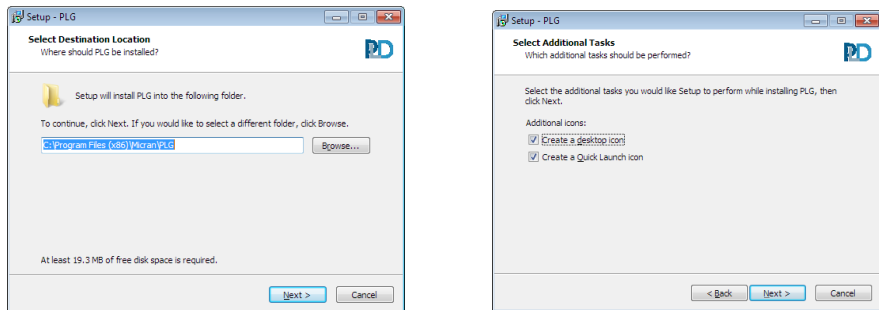 Setup - PLG
Select Destination Location
Where should PLG be installed?
Setup will install PLG into the following folder.
To continue, click Next. If you would like to select a different folder, click Browse.
C:\Program Files (x86)\Micran\PLG
Browse...
At least 19.3 MB of free disk space is required.
Next >
Cancel
Setup - PLG
Select Additional Tasks
Which additional tasks should be performed?
Select the additional tasks you would like Setup to perform while installing PLG, then
click Next.
Additional icons:
Create a desktop icon
Create a Quick Launch icon
< Back
Next >
Cancel